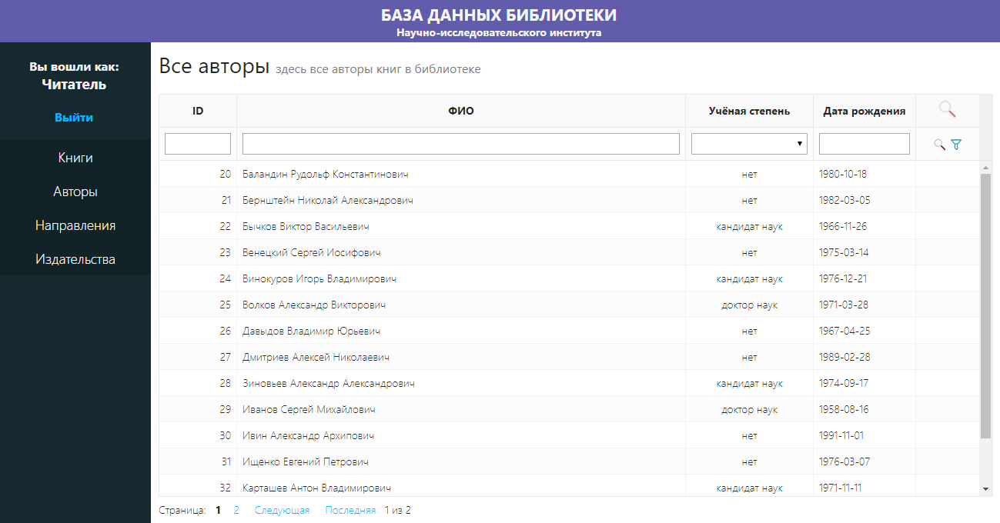 БАЗА ДАННЫХ БИБЛИОТЕКИ
Научно-исследовательского института
Вы вошли как:
Читатель
Выйти
Книги
Авторы
Направления
Издательства
Все авторы здесь все авторы книг в библиотеке
ID ФИО Учёная степень Дата рождения
20 Баландин Рудольф Константинович нет 1980-10-18
21 Бернштейн Николай Александрович нет 1982-03-05
22 Бычков Виктор Васильевич кандидат наук 1966-11-26
23 Венецкий Сергей Иосифович нет 1975-03-14
24 Винокуров Игорь Владимирович кандидат наук 1976-12-21
25 Волков Александр Викторович доктор наук 1971-03-28
26 Давыдов Владимир Юрьевич нет 1967-04-25
27 Дмитриев Алексей Николаевич нет 1989-02-28
28 Зиновьев Александр Александрович кандидат наук 1974-09-17
29 Иванов Сергей Михайлович доктор наук 1958-08-16
30 Ивин Александр Архипович нет 1991-11-01
31 Ищенко Евгений Петрович нет 1976-03-07
32 Карташев Антон Владимирович кандидат наук 1971-11-11
Страница: 1 2 Следующая Последняя 1 из 2